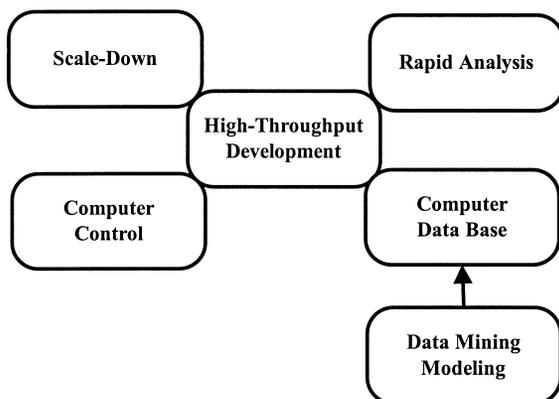 Scale-Down
Rapid Analysis
High-Throughput
Development
Computer
Control
Computer
Data Base
Data Mining
Modeling